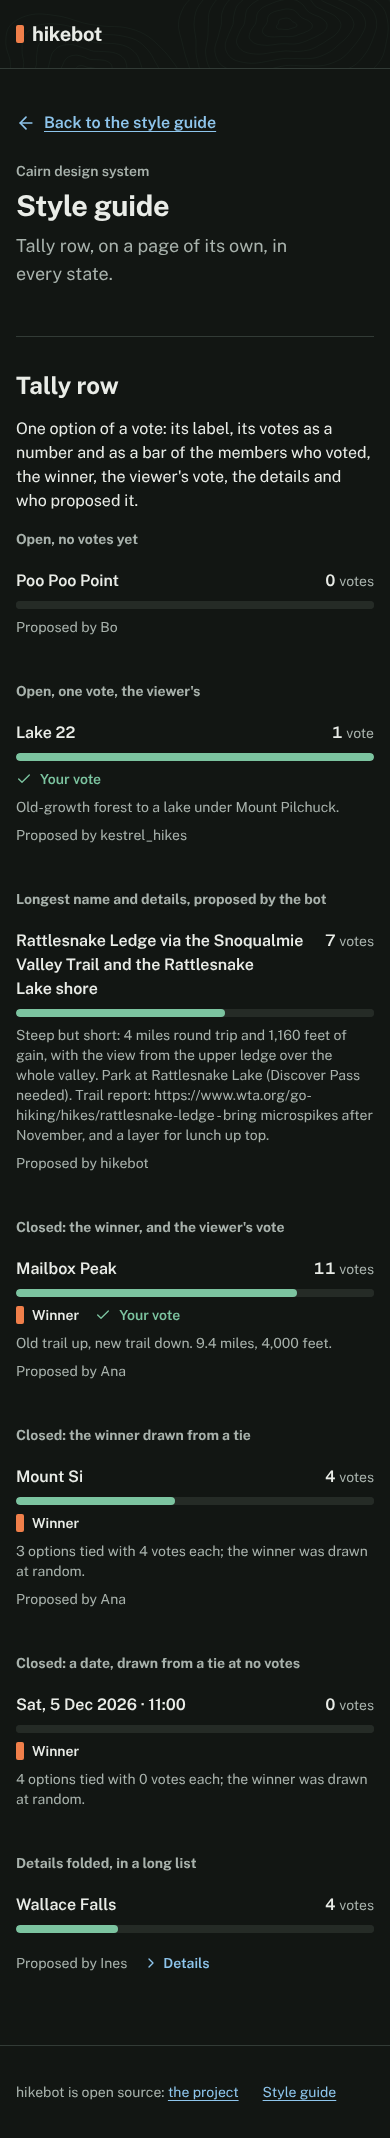 hikebot
Back to the style guide
Cairn design system
Style guide
Tally row, on a page of its own, in
every state.
Tally row
One option of a vote: its label, its votes as a
number and as a bar of the members who voted,
the winner, the viewer's vote, the details and
who proposed it.
Open, no votes yet
Poo Poo Point 0 votes
Proposed by Bo
Open, one vote, the viewer's
Lake 22 1 vote
Your vote
Old-growth forest to a lake under Mount Pilchuck.
Proposed by kestrel_hikes
Longest name and details, proposed by the bot
Rattlesnake Ledge via the Snoqualmie 7 votes
Valley Trail and the Rattlesnake
Lake shore
Steep but short: 4 miles round trip and 1,160 feet of
gain, with the view from the upper ledge over the
whole valley. Park at Rattlesnake Lake (Discover Pass
needed). Trail report: https://www.wta.org/go-
hiking/hikes/rattlesnake-ledge - bring microspikes after
November, and a layer for lunch up top.
Proposed by hikebot
Closed: the winner, and the viewer's vote
Mailbox Peak 11 votes
Winner Your vote
Old trail up, new trail down. 9.4 miles, 4,000 feet.
Proposed by Ana
Closed: the winner drawn from a tie
Mount Si 4 votes
Winner
3 options tied with 4 votes each; the winner was drawn
at random.
Proposed by Ana
Closed: a date, drawn from a tie at no votes
Sat, 5 Dec 2026 · 11:00 0 votes
Winner
4 options tied with 0 votes each; the winner was drawn
at random.
Details folded, in a long list
Wallace Falls 4 votes
Proposed by Ines Details
hikebot is open source: the project Style guide